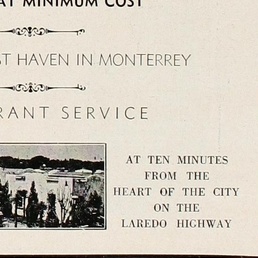 AT MINIMUM COST
ST HAVEN IN MONTERREY
RANT SERVICE
AT TEN MINUTES
FROM THE
HEART OF THE CITY
ON THE
LAREDO HIGHWAY